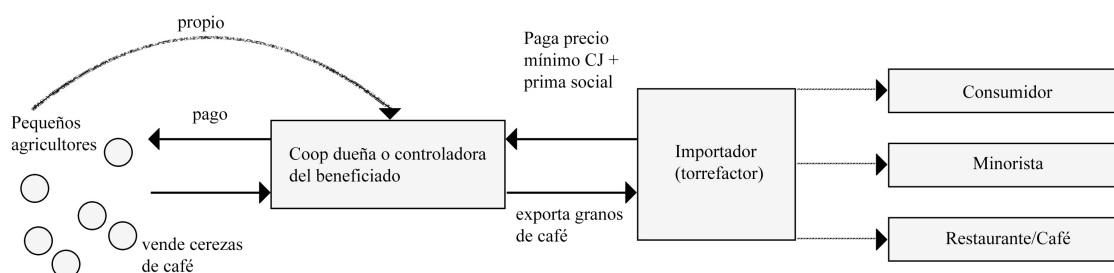 propio
Pequeños
agricultores
pago
vende cerezas
de café
Coop dueña o controladora
del beneficiado
Paga precio
mínimo CJ +
prima social
exporta granos
de café
Importador
(torrefactor)
Consumidor
Minorista
Restaurante/Café